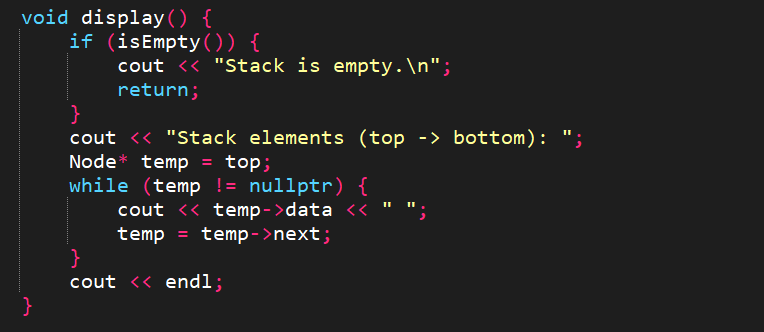 void display() {
    if (isEmpty()) {
        cout << "Stack is empty.\n";
        return;
    }
    cout << "Stack elements (top -> bottom): ";
    Node* temp = top;
    while (temp != nullptr) {
        cout << temp->data << " ";
        temp = temp->next;
    }
    cout << endl;
}